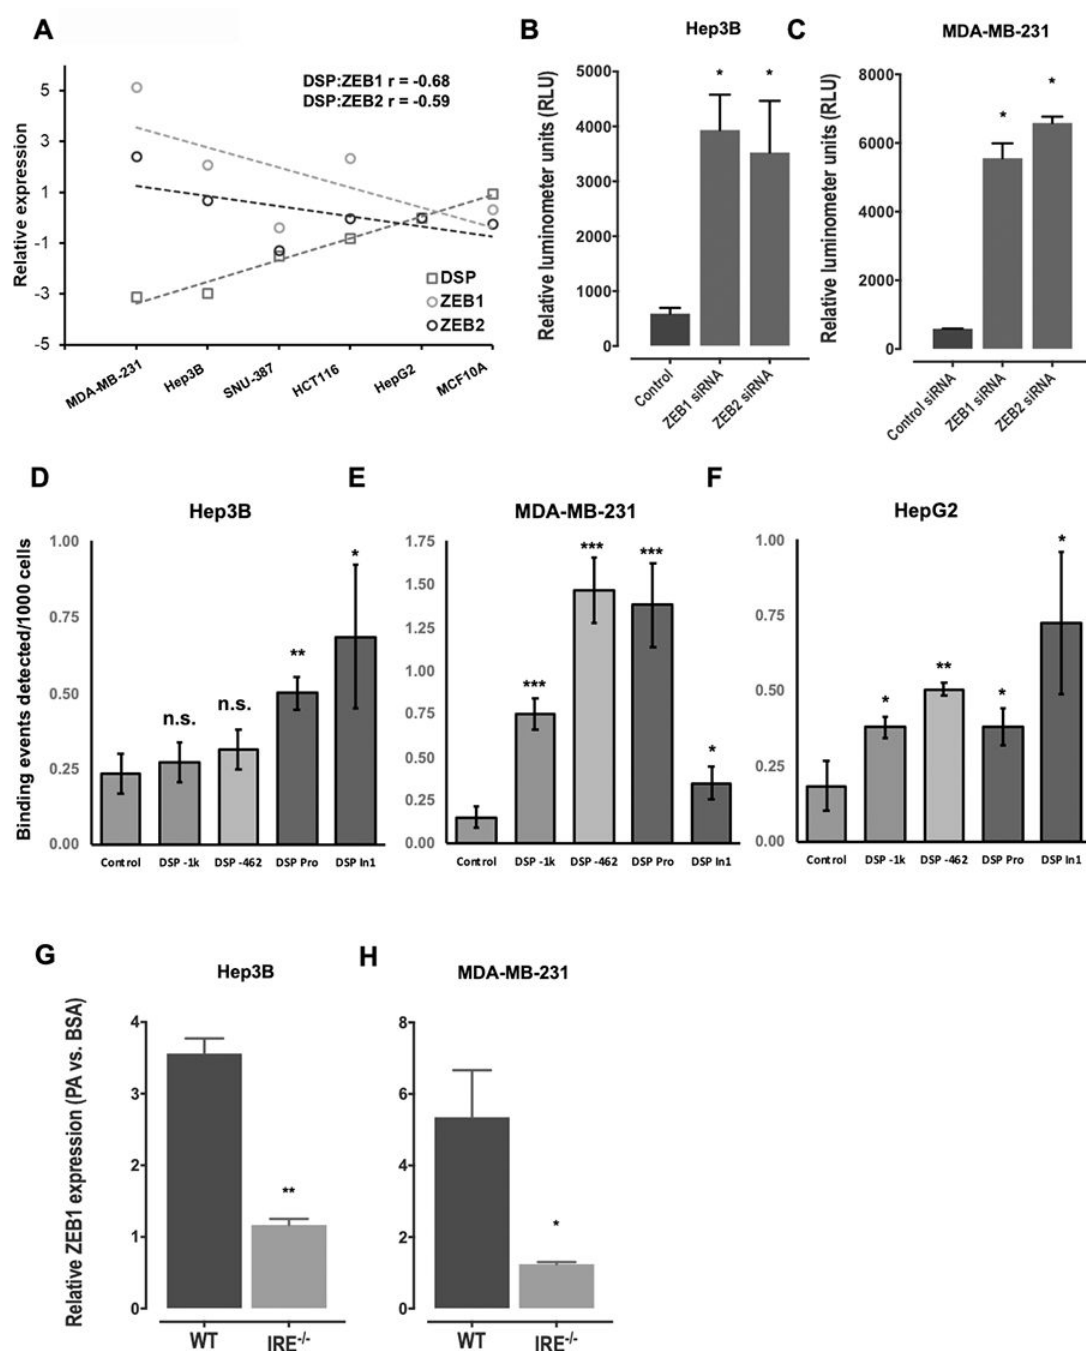 A
DSP:ZEB1 r = -0.68
DSP:ZEB2 r = -0.59
Relative expression
5
3
1
-1
-3
-5
DSP
ZEB1
ZEB2
MDA-MB-231
Hep3B
SNU-387
HCT116
HepG2
MCF10A
B
Hep3B
Relative luminometer units (RLU)
5000
4000
3000
2000
1000
0
* *
Control
ZEB1 siRNA
ZEB2 siRNA
C
MDA-MB-231
Relative luminometer units (RLU)
8000
6000
4000
2000
0
* *
Control siRNA
ZEB1 siRNA
ZEB2 siRNA
D
Hep3B
Binding events detected/1000 cells
1.00
0.75
0.50
0.25
0.00
n.s. n.s. ** *
Control DSP -1k DSP -462 DSP Pro DSP In1
E
MDA-MB-231
1.75
1.50
1.25
1.00
0.75
0.50
0.25
0.00
*** *** *** *
Control DSP -1k DSP -462 DSP Pro DSP In1
F
HepG2
1.00
0.75
0.50
0.25
0.00
* ** * *
Control DSP -1k DSP -462 DSP Pro DSP In1
G
Hep3B
Relative ZEB1 expression (PA vs. BSA)
4
3
2
1
0
**
WT IRE-/-
H
MDA-MB-231
8
6
4
2
0
*
WT IRE-/-